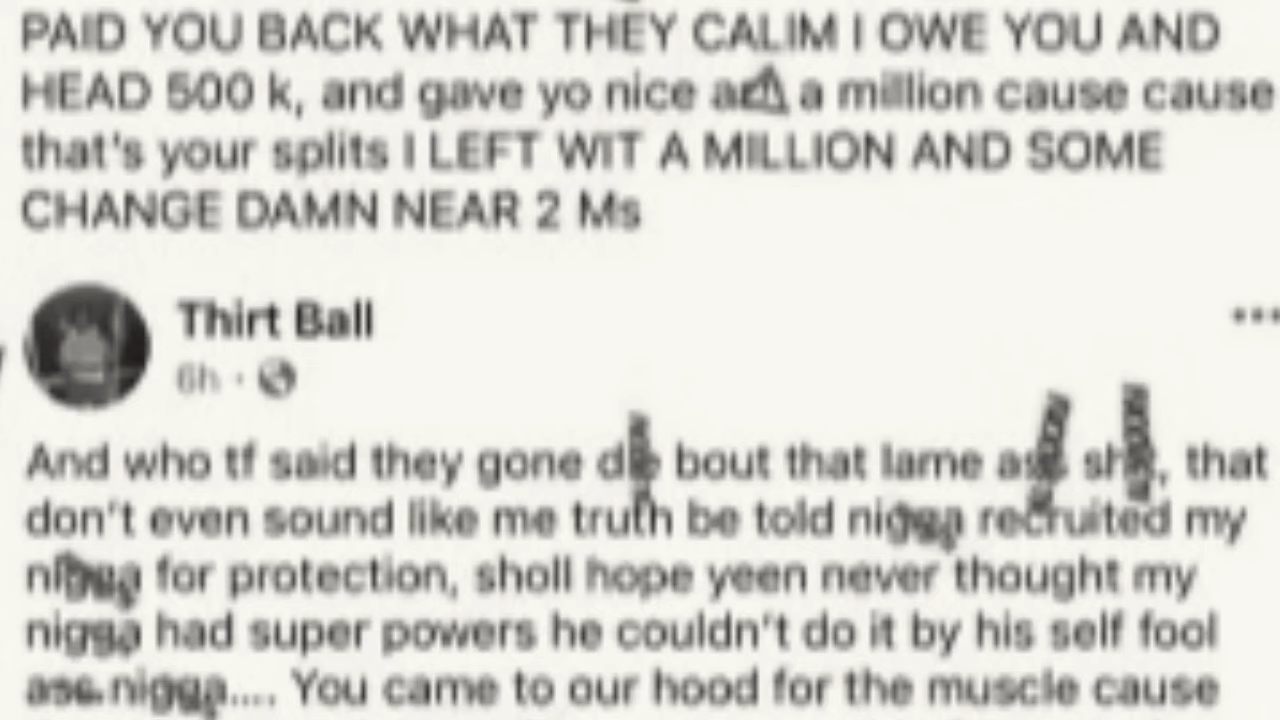 PAID YOU BACK WHAT THEY CALIM I OWE YOU AND
HEAD 500 k, and gave yo nice a million cause cause
that's your splits I LEFT WIT A MILLION AND SOME
CHANGE DAMN NEAR 2 Ms
Thirt Ball
6h
And who tf said they gone bout that lame that
don't even sound like me truth be told nigga recruited my
nigga for protection, sholl hope yeen never thought my
nigga had super powers he couldn't do it by his self fool
ass nigga.... You came to our hood for the muscle cause